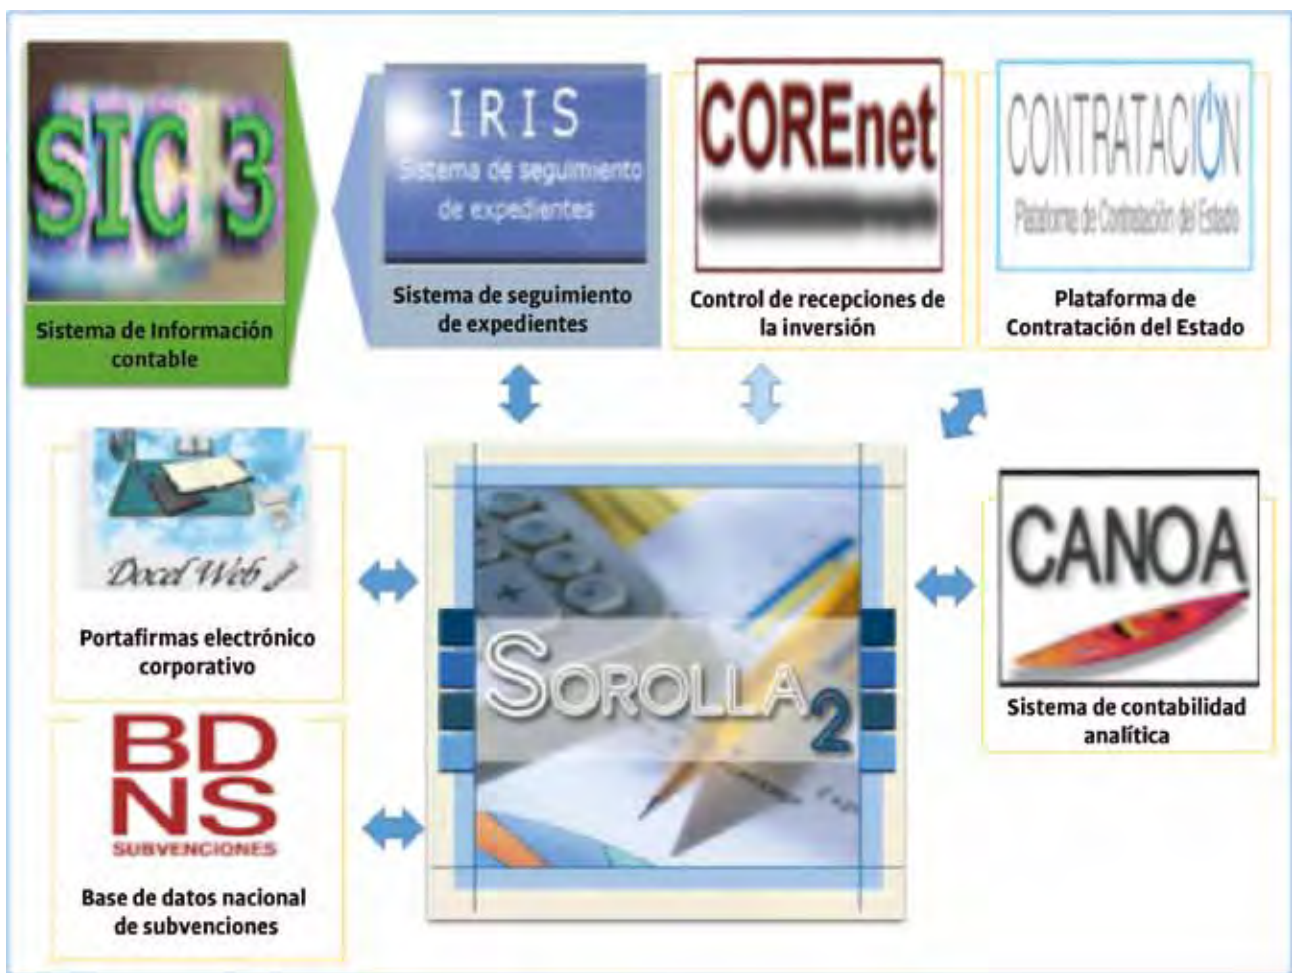 SIC 3
Sistema de Información
contable
IRIS
Sistema de seguimiento
de expedientes
Sistema de seguimiento
de expedientes
COREnet
Control de recepciones de
la inversión
CONTRATACIÓN
Plataforma de Contratación del Estado
Plataforma de
Contratación del Estado
Docel Web
Portafirmas electrónico
corporativo
SOROLLA2
CANOA
Sistema de contabilidad
analítica
BD
NS
SUBVENCIONES
Base de datos nacional
de subvenciones